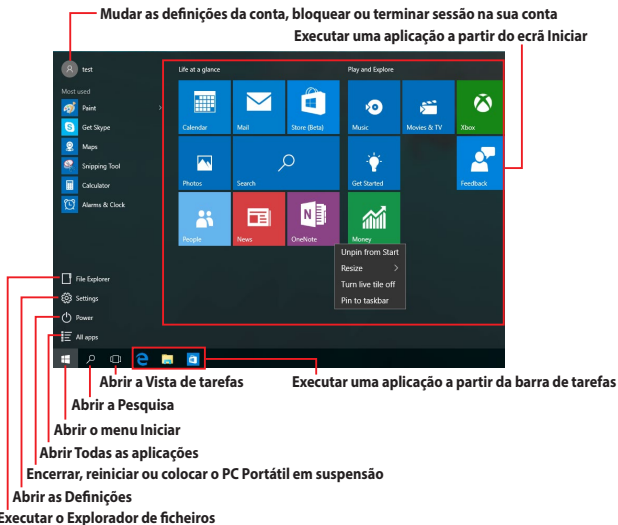 Mudar as definições da conta, bloquear ou terminar sessão na sua conta
Executar uma aplicação a partir do ecrã Iniciar
test
Most used
Paint
Get Skype
Maps
Snipping Tool
Calculator
Alarms & Clock
File Explorer
Settings
Power
All apps
Life at a glance
Play and Explore
Calendar
Mail
Store (Beta)
Music
Movies & TV
Xbox
Photos
Search
Get Started
Feedback
People
News
N
OneNote
Money
Unpin from Start
Resize
Turn live tile off
Pin to taskbar
Abrir a Vista de tarefas
Executar uma aplicação a partir da barra de tarefas
Abrir a Pesquisa
Abrir o menu Iniciar
Abrir Todas as aplicações
Encerrar, reiniciar ou colocar o PC Portátil em suspensão
Abrir as Definições
Executar o Explorador de ficheiros